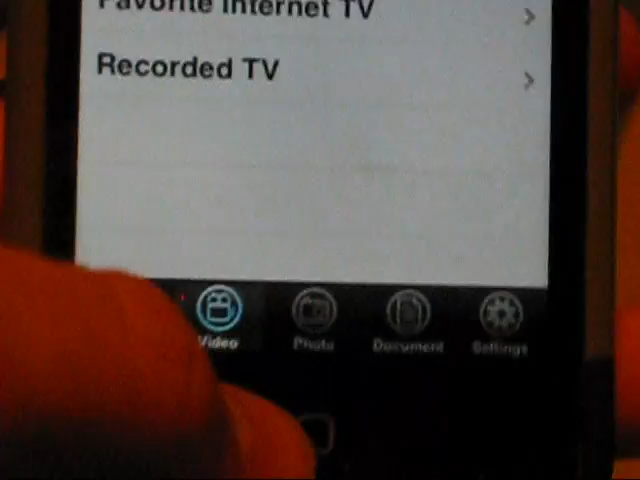 Favorite Internet TV
Recorded TV
Video
Photo
Document
Settings